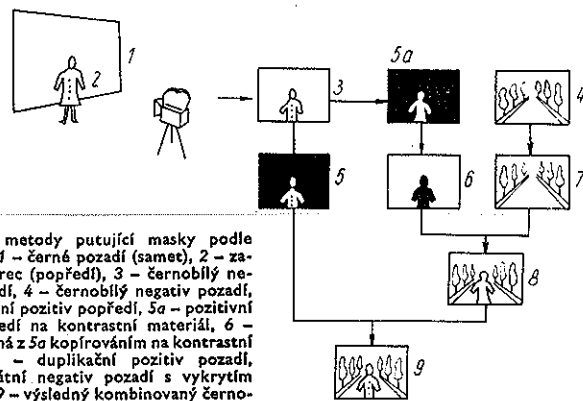 1
2
3
5a
4
5
6
7
8
9
metody putující masky podle
1 – černé pozadí (samet), 2 – za-
rec (popředí), 3 – černobílý ne-
dí, 4 – černobílý negativ pozadí,
ní pozitiv popředí, 5a – pozitivní
ředí na kontrastní materiál, 6 –
ná z 5a kopírováním na kontrastní
– duplikační pozitiv pozadí,
átní negativ pozadí s vykrytím
9 – výsledný kombinovaný černo-